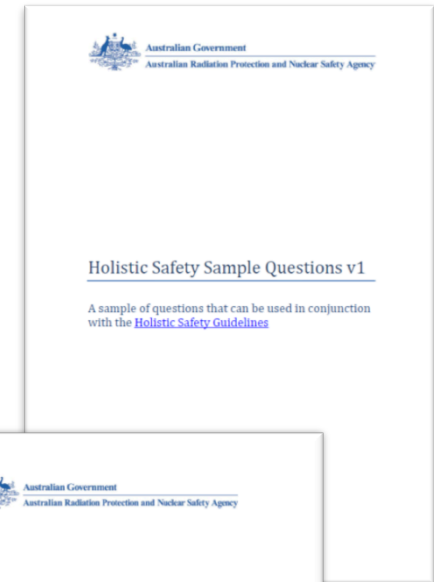 Australian Government
Australian Radiation Protection and Nuclear Safety Agency
Holistic Safety Sample Questions v1
A sample of questions that can be used in conjunction
with the Holistic Safety Guidelines
Australian Government
Australian Radiation Protection and Nuclear Safety Agency